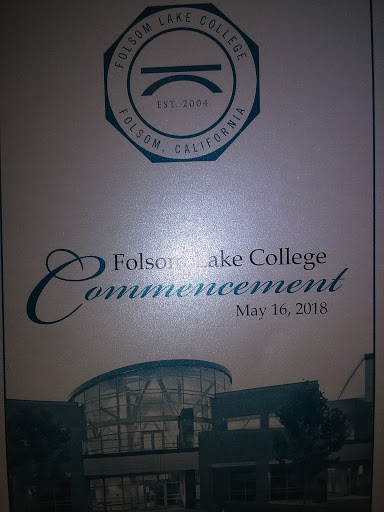 FOLSOM LAKE COLLEGE
EST. 2004
FOLSOM, CALIFORNIA
Folsom Lake College
Commencement
May 16, 2018